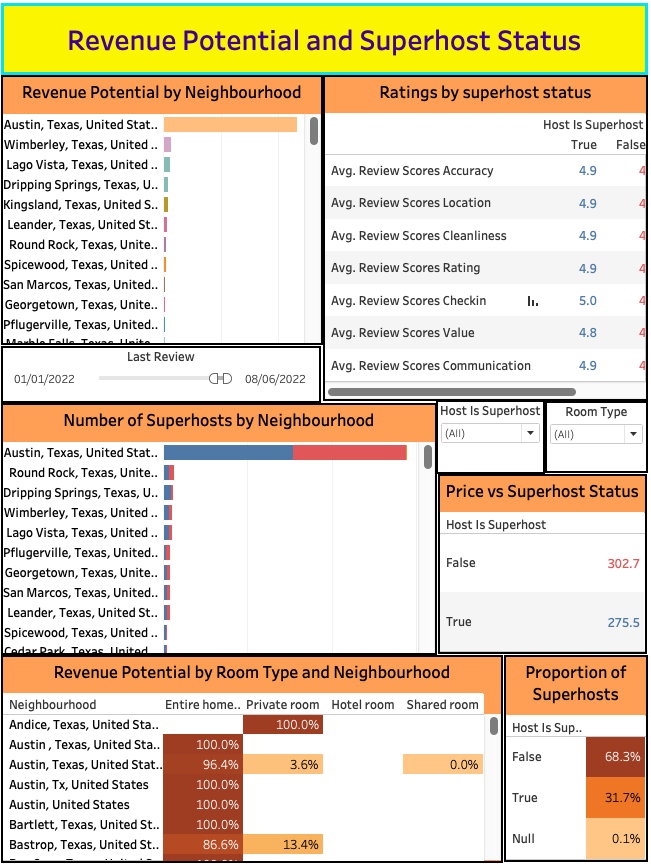 Revenue Potential and Superhost Status
Revenue Potential by Neighbourhood
Austin, Texas, United Stat..
Wimberley, Texas, United ..
Lago Vista, Texas, United ..
Dripping Springs, Texas, U..
Kingsland, Texas, United S..
Leander, Texas, United St..
Round Rock, Texas, Unite..
Spicewood, Texas, United ..
San Marcos, Texas, United ..
Georgetown, Texas, Unite..
Pflugerville, Texas, United..
Marble Falls, Texas, Unite..
Ratings by superhost status
Host Is Superhost
True False
Avg. Review Scores Accuracy 4.9 4
Avg. Review Scores Location 4.9 4
Avg. Review Scores Cleanliness 4.9 4
Avg. Review Scores Rating 4.9 4
Avg. Review Scores Checkin 5.0 4
Avg. Review Scores Value 4.8 4
Avg. Review Scores Communication 4.9 4
Last Review
01/01/2022 08/06/2022
Number of Superhosts by Neighbourhood
Austin, Texas, United Stat..
Round Rock, Texas, Unite..
Dripping Springs, Texas, U..
Wimberley, Texas, United ..
Lago Vista, Texas, United ..
Pflugerville, Texas, United..
Georgetown, Texas, Unite..
San Marcos, Texas, United ..
Leander, Texas, United St..
Spicewood, Texas, United ..
Cedar Park, Texas, United ..
Host Is Superhost
(All)
Room Type
(All)
Price vs Superhost Status
Host Is Superhost
False 302.7
True 275.5
Revenue Potential by Room Type and Neighbourhood
Neighbourhood Entire home.. Private room Hotel room Shared room
Andice, Texas, United Sta.. 100.0%
Austin , Texas, United Sta.. 100.0%
Austin, Texas, United Stat.. 96.4% 3.6% 0.0%
Austin, Tx, United States 100.0%
Austin, United States 100.0%
Bartlett, Texas, United St.. 100.0%
Bastrop, Texas, United St.. 86.6% 13.4%
100.0%
Proportion of
Superhosts
Host Is Sup..
False 68.3%
True 31.7%
Null 0.1%